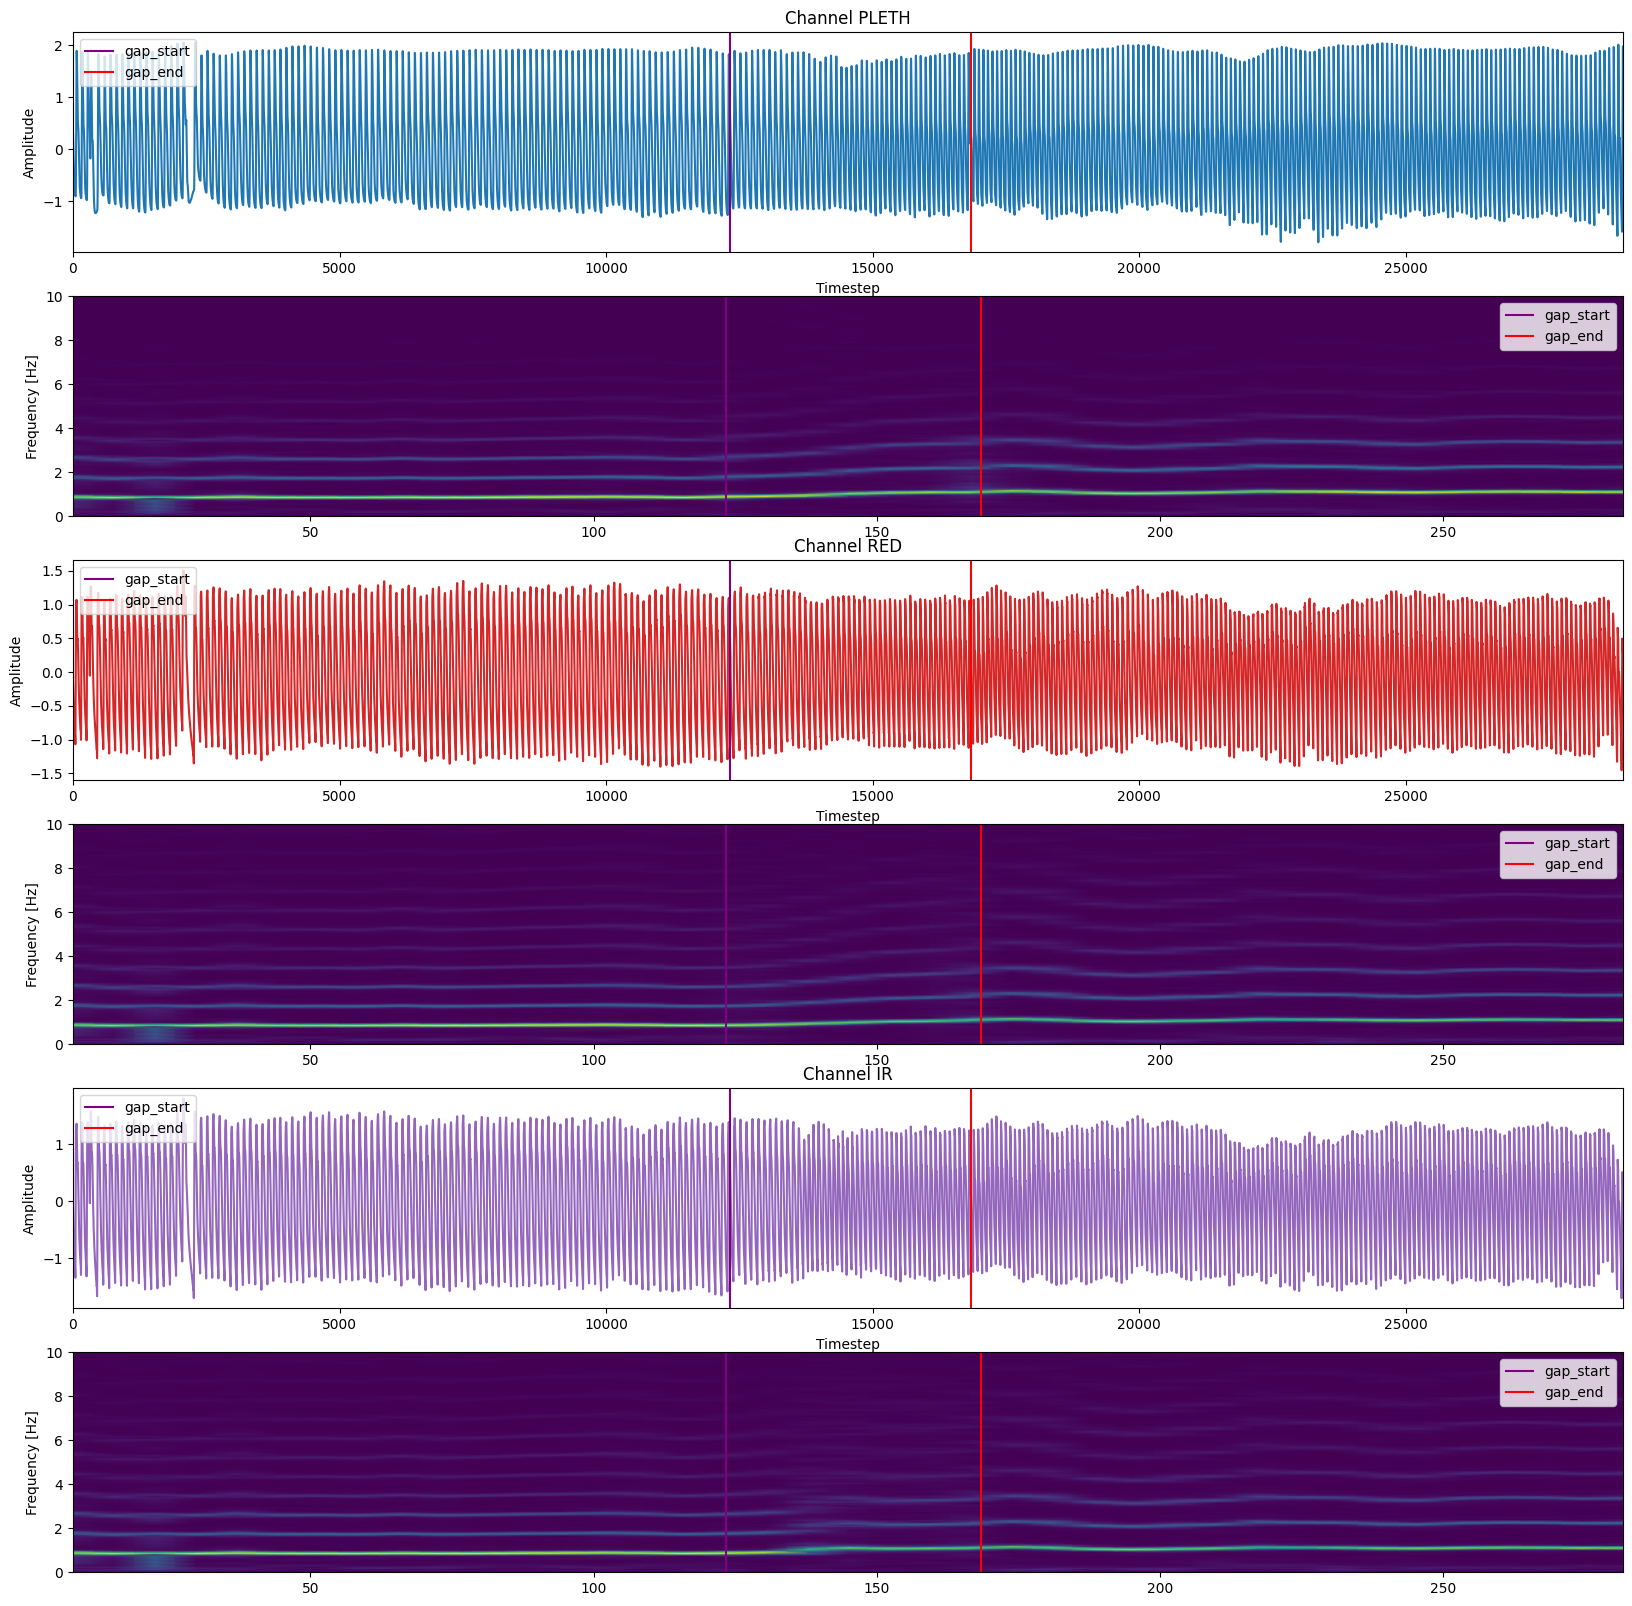 Channel PLETH
gap_start
gap_end
Amplitude
2
1
0
−1
0 5000 10000 15000 20000 25000
Timestep
gap_start
gap_end
Frequency [Hz]
10
8
6
4
2
0
50 100 150 200 250
Channel RED
gap_start
gap_end
Amplitude
1.5
1.0
0.5
0.0
−0.5
−1.0
−1.5
0 5000 10000 15000 20000 25000
Timestep
gap_start
gap_end
Frequency [Hz]
10
8
6
4
2
0
50 100 150 200 250
Channel IR
gap_start
gap_end
Amplitude
1
0
−1
0 5000 10000 15000 20000 25000
Timestep
gap_start
gap_end
Frequency [Hz]
10
8
6
4
2
0
50 100 150 200 250